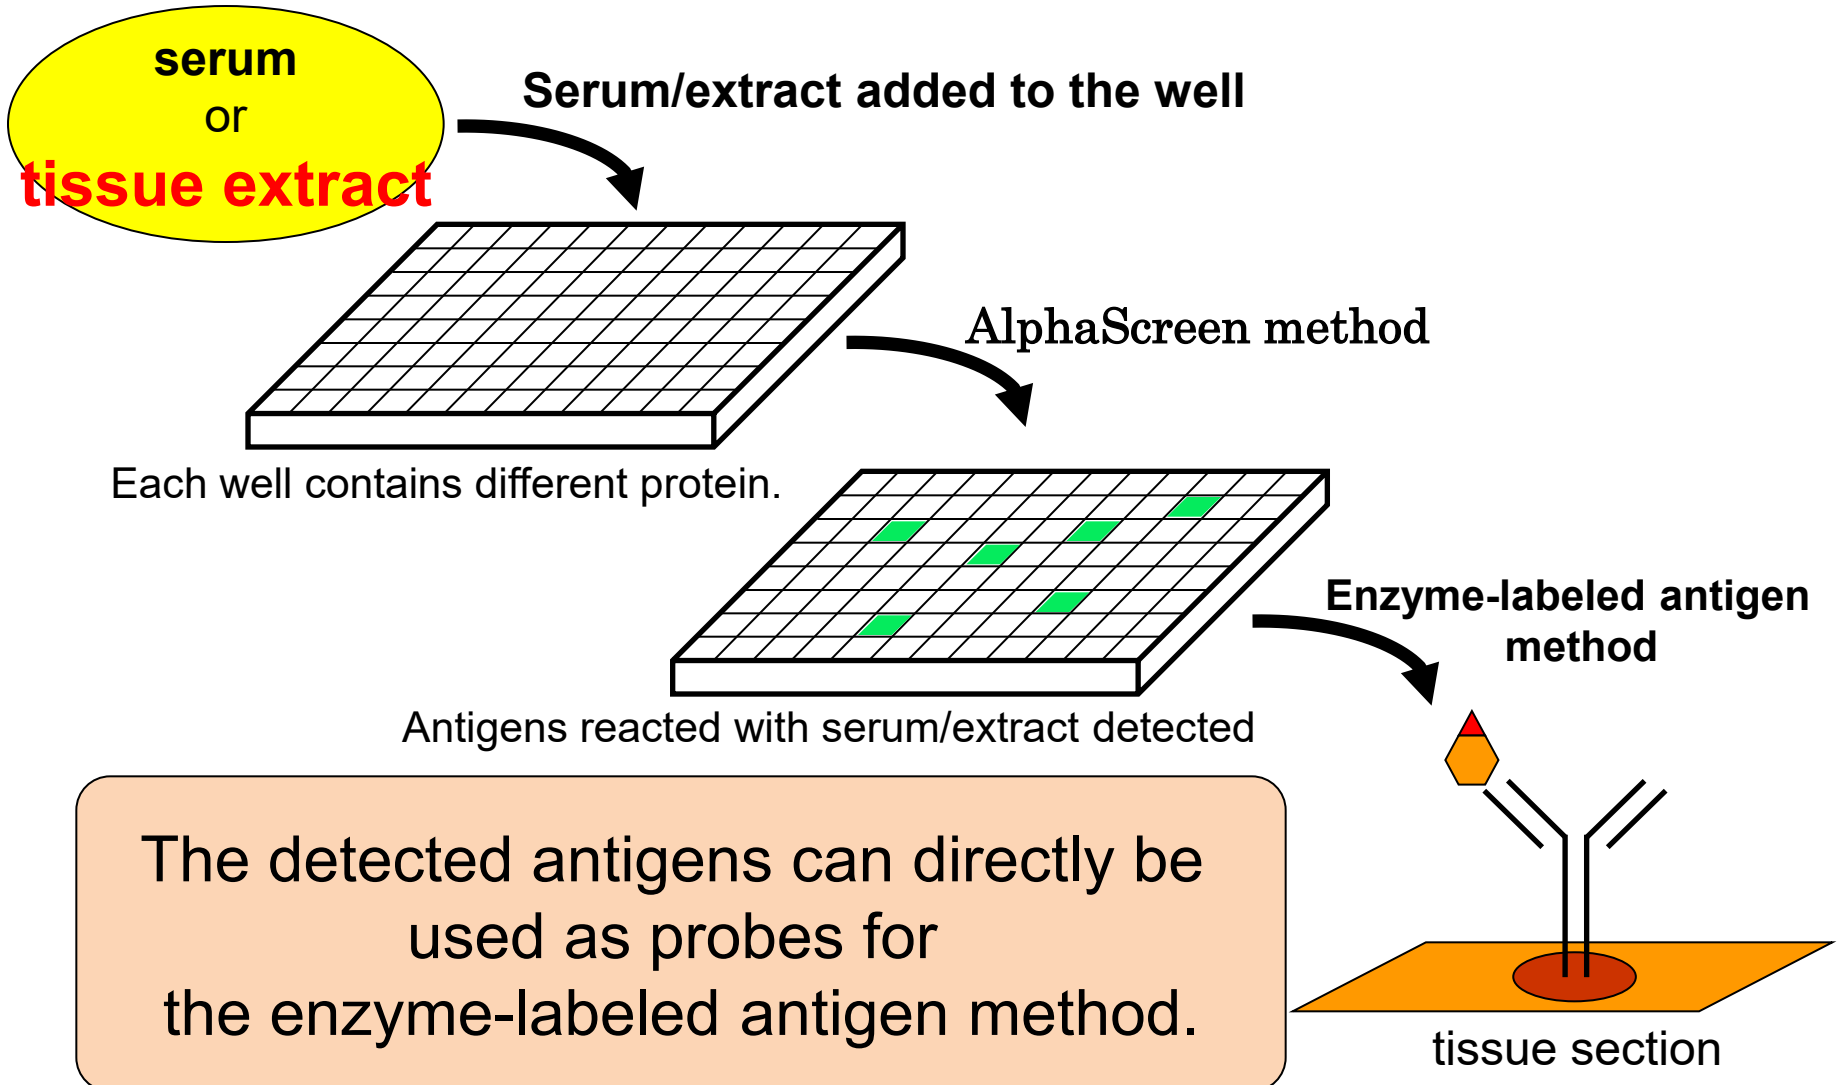 serum
or
tissue extract
Serum/extract added to the well
AlphaScreen method
Each well contains different protein.
Enzyme-labeled antigen
method
Antigens reacted with serum/extract detected
The detected antigens can directly be
used as probes for
the enzyme-labeled antigen method.
tissue section